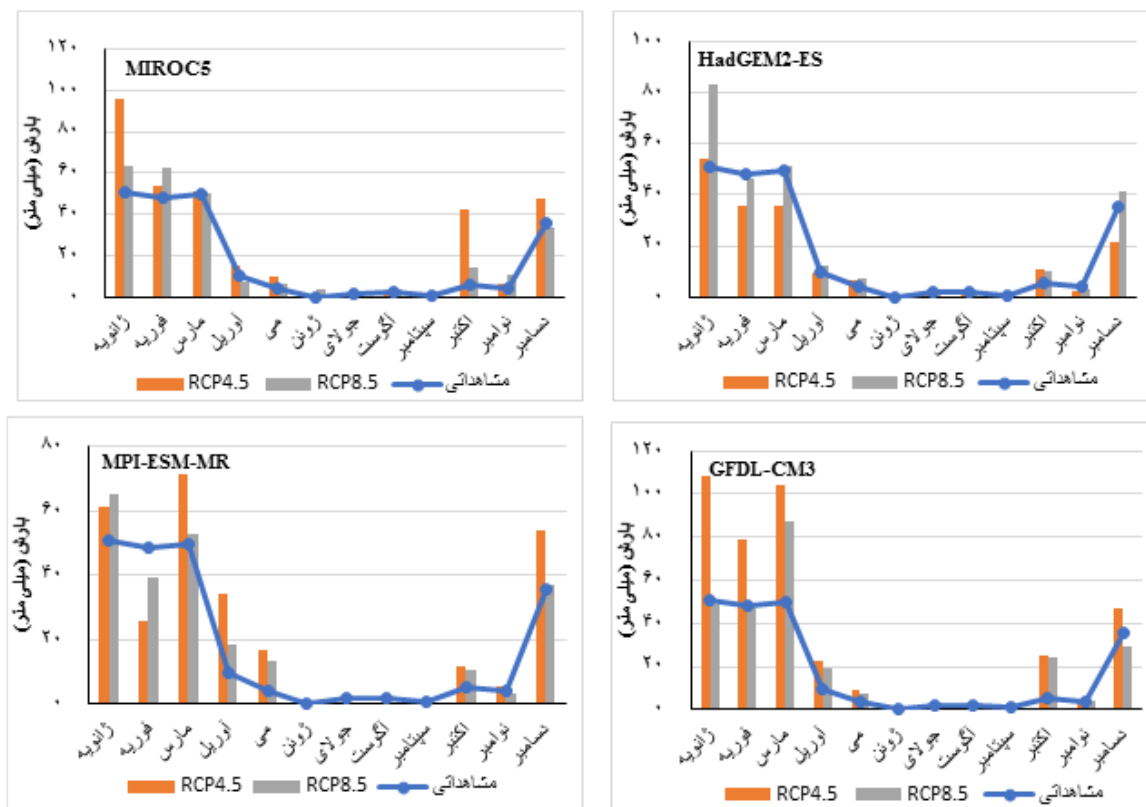 MIROC5
بارش (میلی متر)
۱۲۰
۱۰۰
۸۰
۶۰
۴۰
۲۰
۰
ژانویه
فوریه
مارس
آوریل
می
ژوئن
جولای
آگوست
سپتامبر
اکتبر
نوامبر
دسامبر
RCP4.5 RCP8.5 مشاهداتی
HadGEM2-ES
بارش (میلی متر)
۱۰۰
۸۰
۶۰
۴۰
۲۰
۰
ژانویه
فوریه
مارس
آوریل
می
ژوئن
جولای
آگوست
سپتامبر
اکتبر
نوامبر
دسامبر
RCP4.5 RCP8.5 مشاهداتی
MPI-ESM-MR
بارش (میلی متر)
۸۰
۶۰
۴۰
۲۰
۰
ژانویه
فوریه
مارس
آوریل
می
ژوئن
جولای
آگوست
سپتامبر
اکتبر
نوامبر
دسامبر
RCP4.5 RCP8.5 مشاهداتی
GFDL-CM3
بارش (میلی متر)
۱۲۰
۱۰۰
۸۰
۶۰
۴۰
۲۰
۰
ژانویه
فوریه
مارس
آوریل
می
ژوئن
جولای
آگوست
سپتامبر
اکتبر
نوامبر
دسامبر
RCP4.5 RCP8.5 مشاهداتی